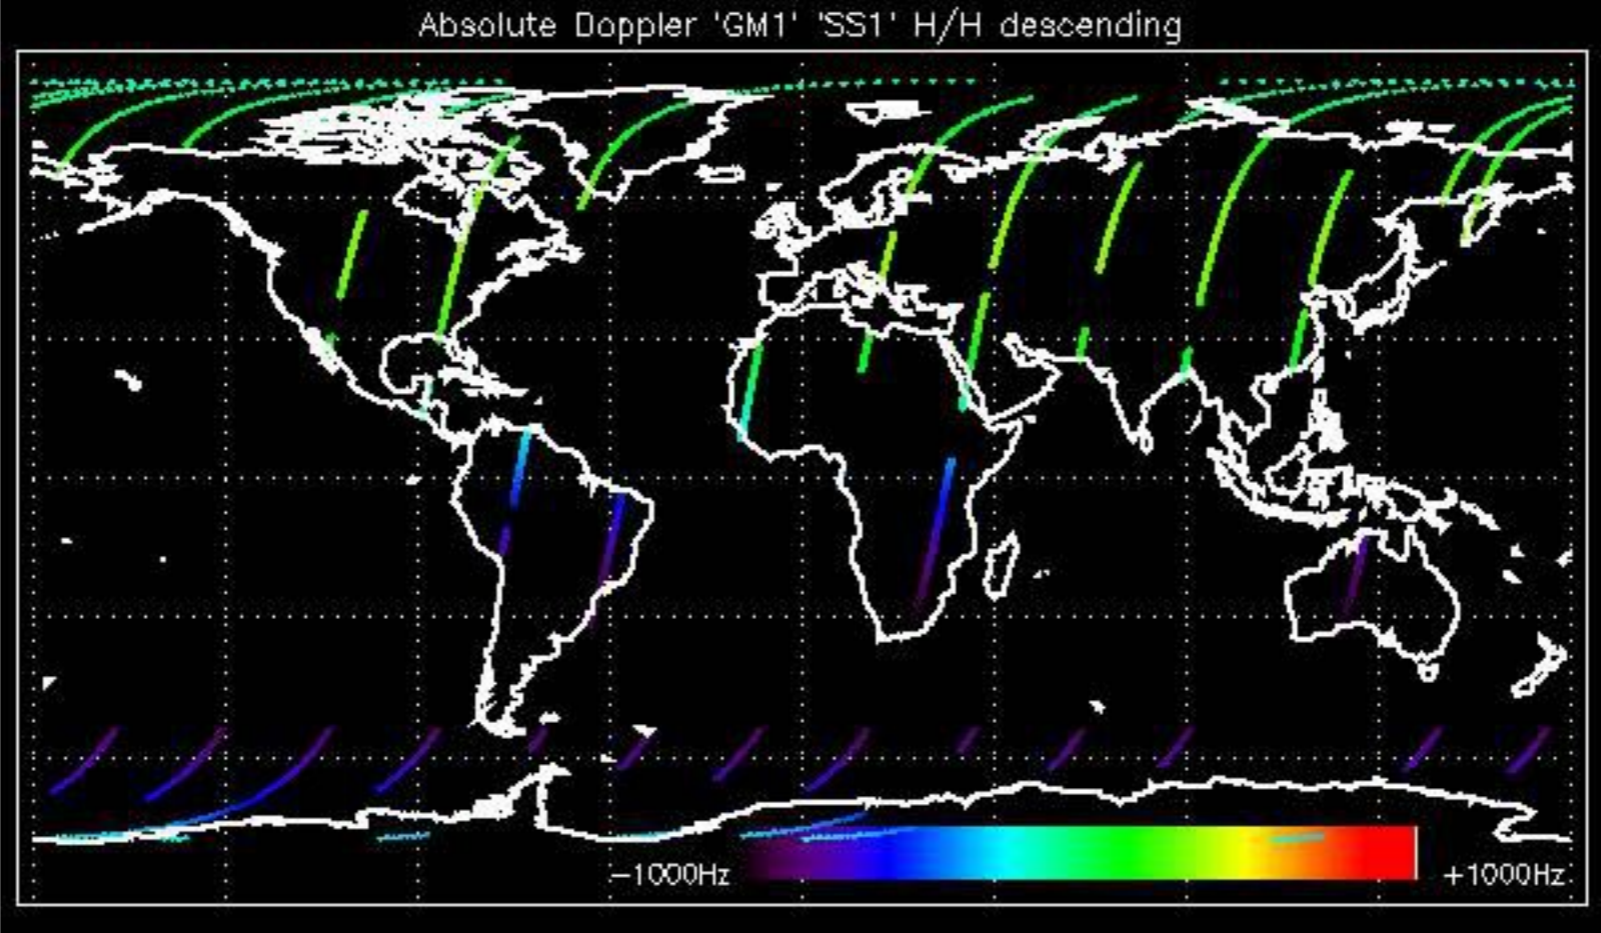 Absolute Doppler 'GM1' 'SS1' H/H descending
−1000Hz +1000Hz